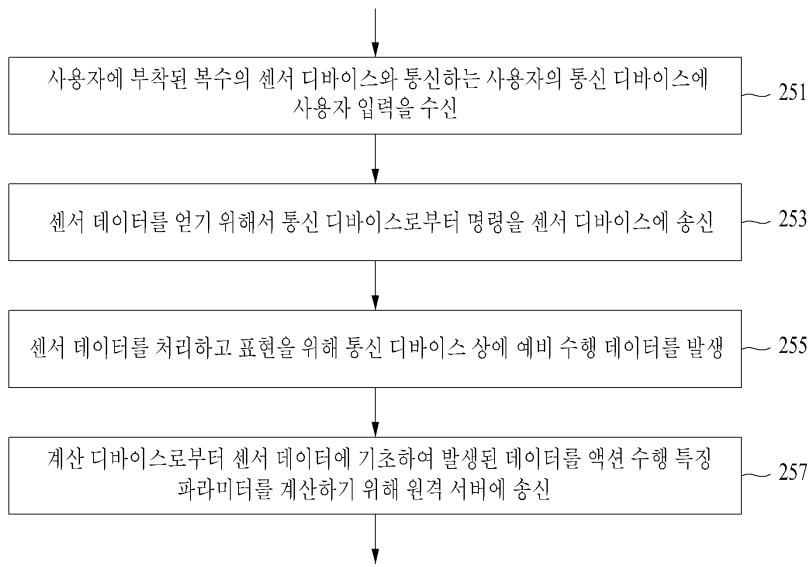 사용자에 부착된 복수의 센서 디바이스와 통신하는 사용자의 통신 디바이스에
사용자 입력을 수신
251
센서 데이터를 얻기 위해서 통신 디바이스로부터 명령을 센서 디바이스에 송신
253
센서 데이터를 처리하고 표현을 위해 통신 디바이스 상에 예비 수행 데이터를 발생
255
계산 디바이스로부터 센서 데이터에 기초하여 발생된 데이터를 액션 수행 특징
파라미터를 계산하기 위해 원격 서버에 송신
257